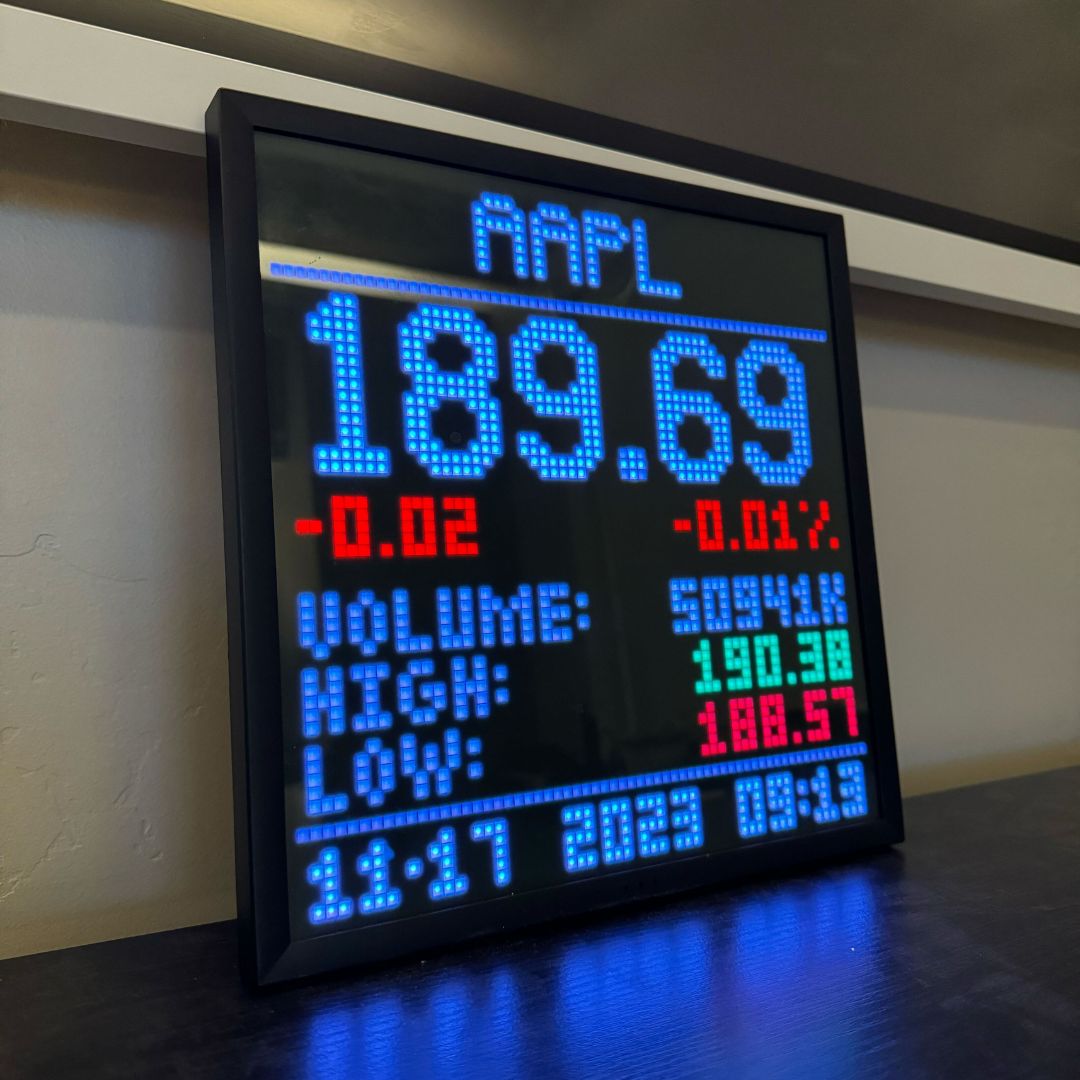 AAPL
189.69
-0.02 -0.01%
VOLUME: 50941K
HIGH: 190.38
LOW: 188.57
11·17 2023 09:13